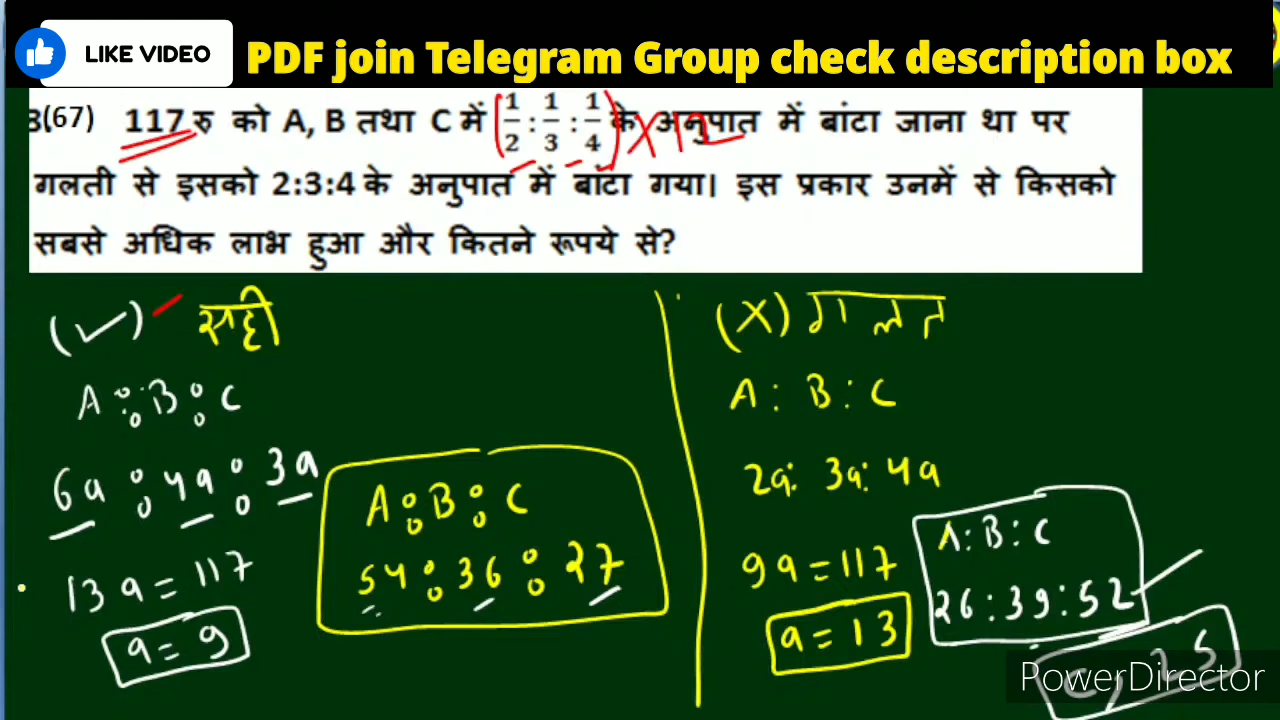 LIKE VIDEO
PDF join Telegram Group check description box
3(67) 117 रु को A, B तथा C में (1/2 : 1/3 : 1/4) के अनुपात में बांटा जाना था पर ×12
गलती से इसको 2:3:4 के अनुपात में बांटा गया। इस प्रकार उनमें से किसको
सबसे अधिक लाभ हुआ और कितने रूपये से?
(✓) सही
A : B : C
6a : 4a : 3a
13a = 117
a = 9
A : B : C
54 : 36 : 27
(X) गलत
A : B : C
2a : 3a : 4a
9a = 117
a = 13
A : B : C
26 : 39 : 52
C, 25
PowerDirector